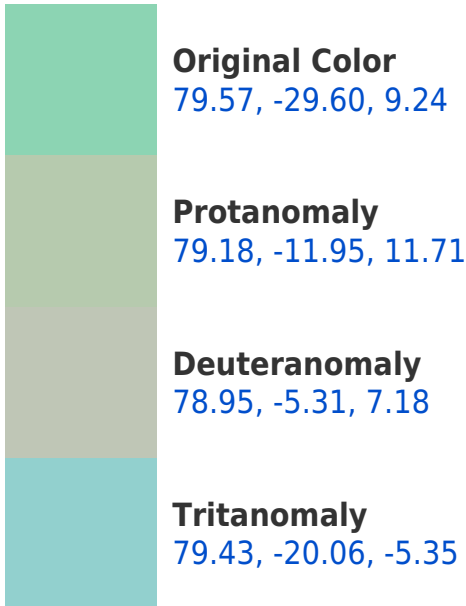 Original Color
79.57, -29.60, 9.24
Protanomaly
79.18, -11.95, 11.71
Deuteranomaly
78.95, -5.31, 7.18
Tritanomaly
79.43, -20.06, -5.35